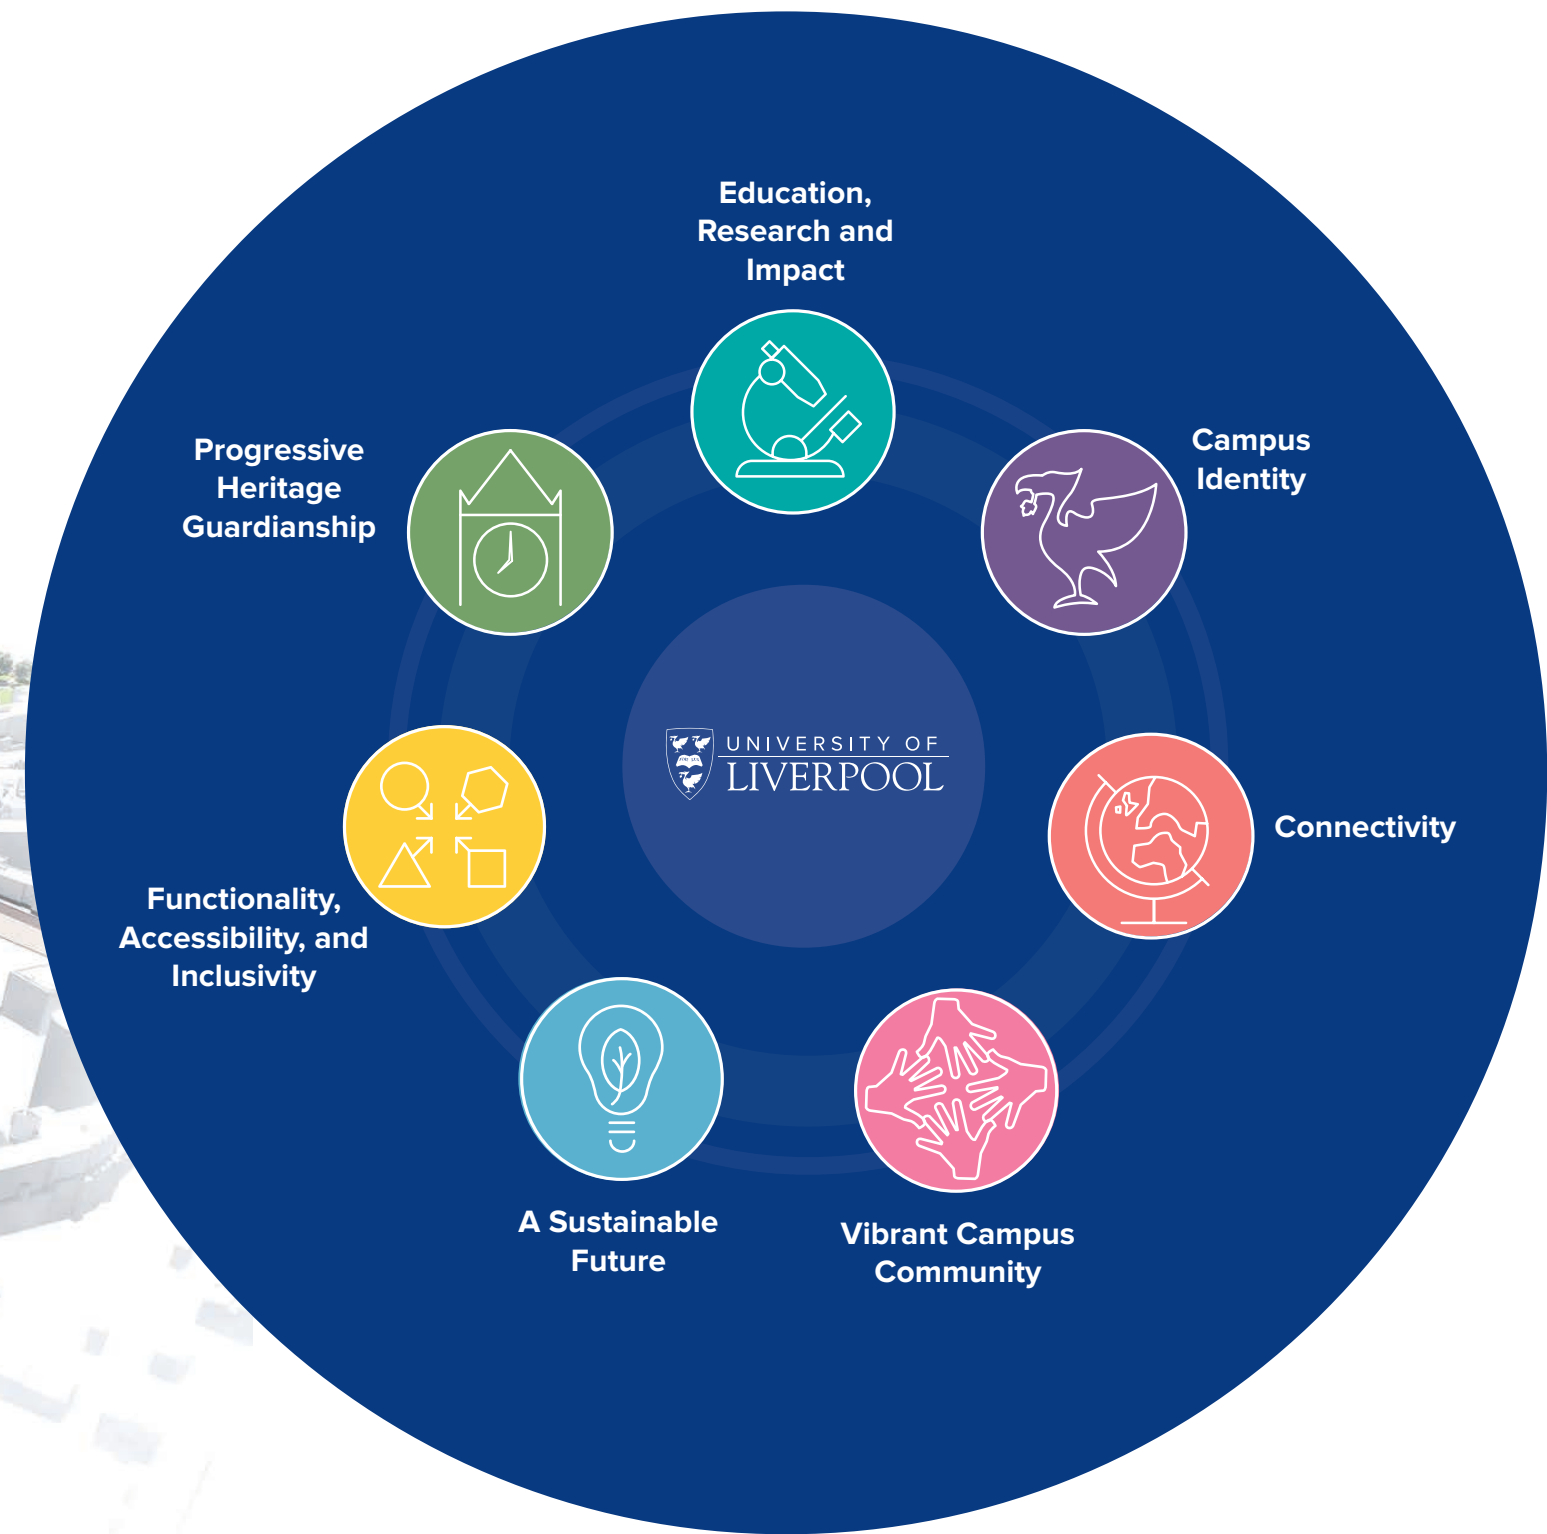 Education,
Research and
Impact
Campus
Identity
Connectivity
Vibrant Campus
Community
A Sustainable
Future
Functionality,
Accessibility, and
Inclusivity
Progressive
Heritage
Guardianship
UNIVERSITY OF
LIVERPOOL